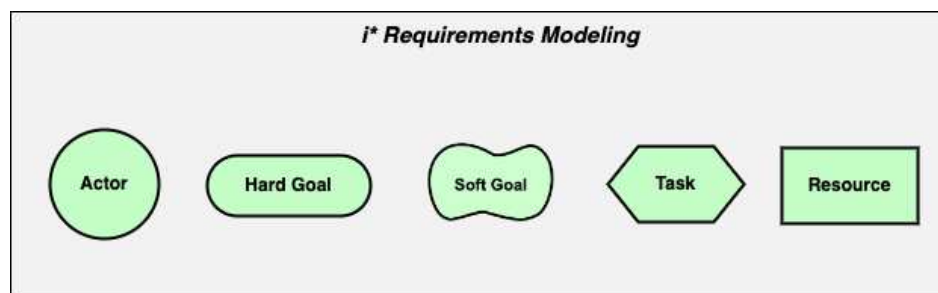 i* Requirements Modeling
Actor
Hard Goal
Soft Goal
Task
Resource